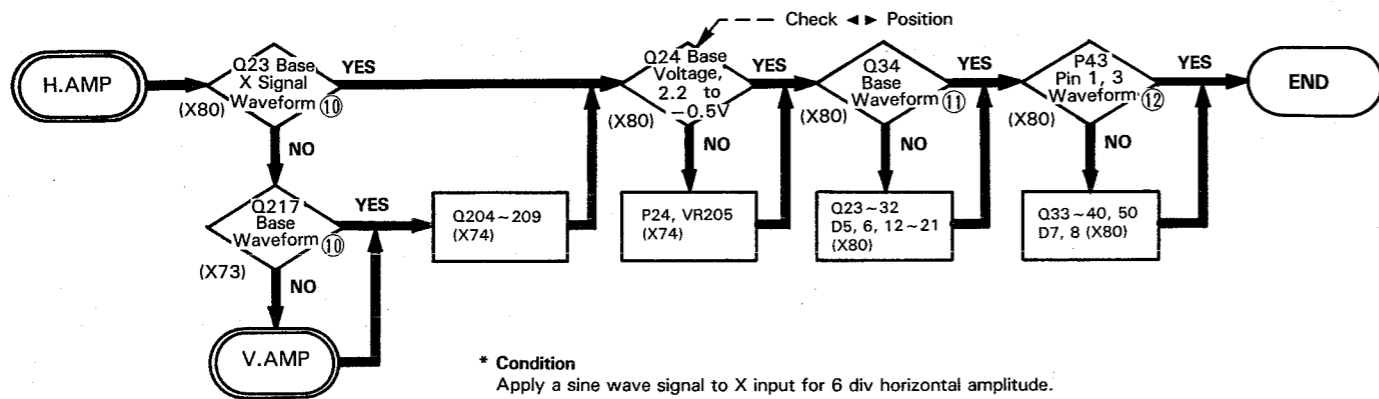 Check ◄ ► Position
H.AMP
Q23 Base
X Signal
Waveform ⑩
(X80)
YES
NO
Q24 Base
Voltage,
2.2 to
−0.5V
(X80)
YES
NO
Q34
Base
Waveform ⑪
(X80)
YES
NO
P43
Pin 1, 3
Waveform ⑫
(X80)
YES
NO
END
Q217
Base
Waveform ⑩
(X73)
YES
NO
Q204~209
(X74)
P24, VR205
(X74)
Q23~32
D5, 6, 12~21
(X80)
Q33~40, 50
D7, 8 (X80)
V.AMP
* Condition
Apply a sine wave signal to X input for 6 div horizontal amplitude.